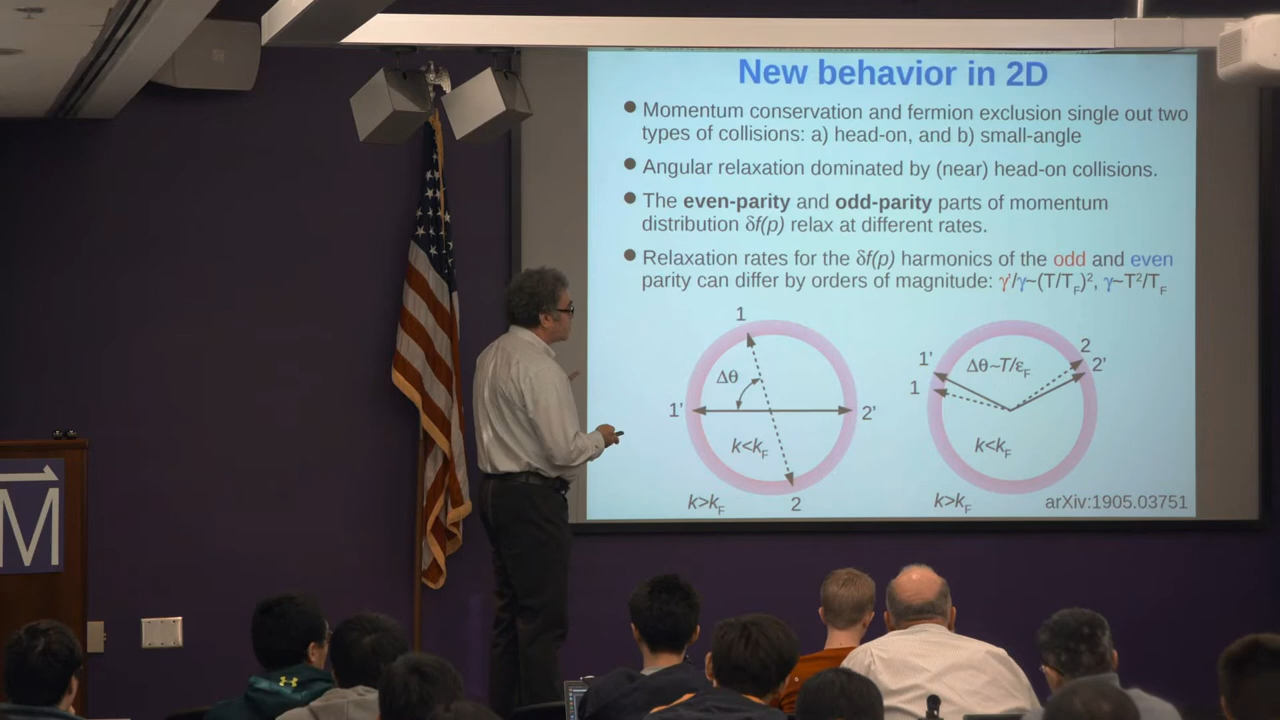 New behavior in 2D
● Momentum conservation and fermion exclusion single out two
types of collisions: a) head-on, and b) small-angle
● Angular relaxation dominated by (near) head-on collisions.
● The even-parity and odd-parity parts of momentum
distribution δf(p) relax at different rates.
● Relaxation rates for the δf(p) harmonics of the odd and even
parity can differ by orders of magnitude: γ'/γ~(T/T_F)², γ~T²/T_F
1
Δθ
1'
2'
k<k_F
k>k_F
2
1'
Δθ~T/ε_F
2
2'
1
k<k_F
k>k_F
arXiv:1905.03751
M